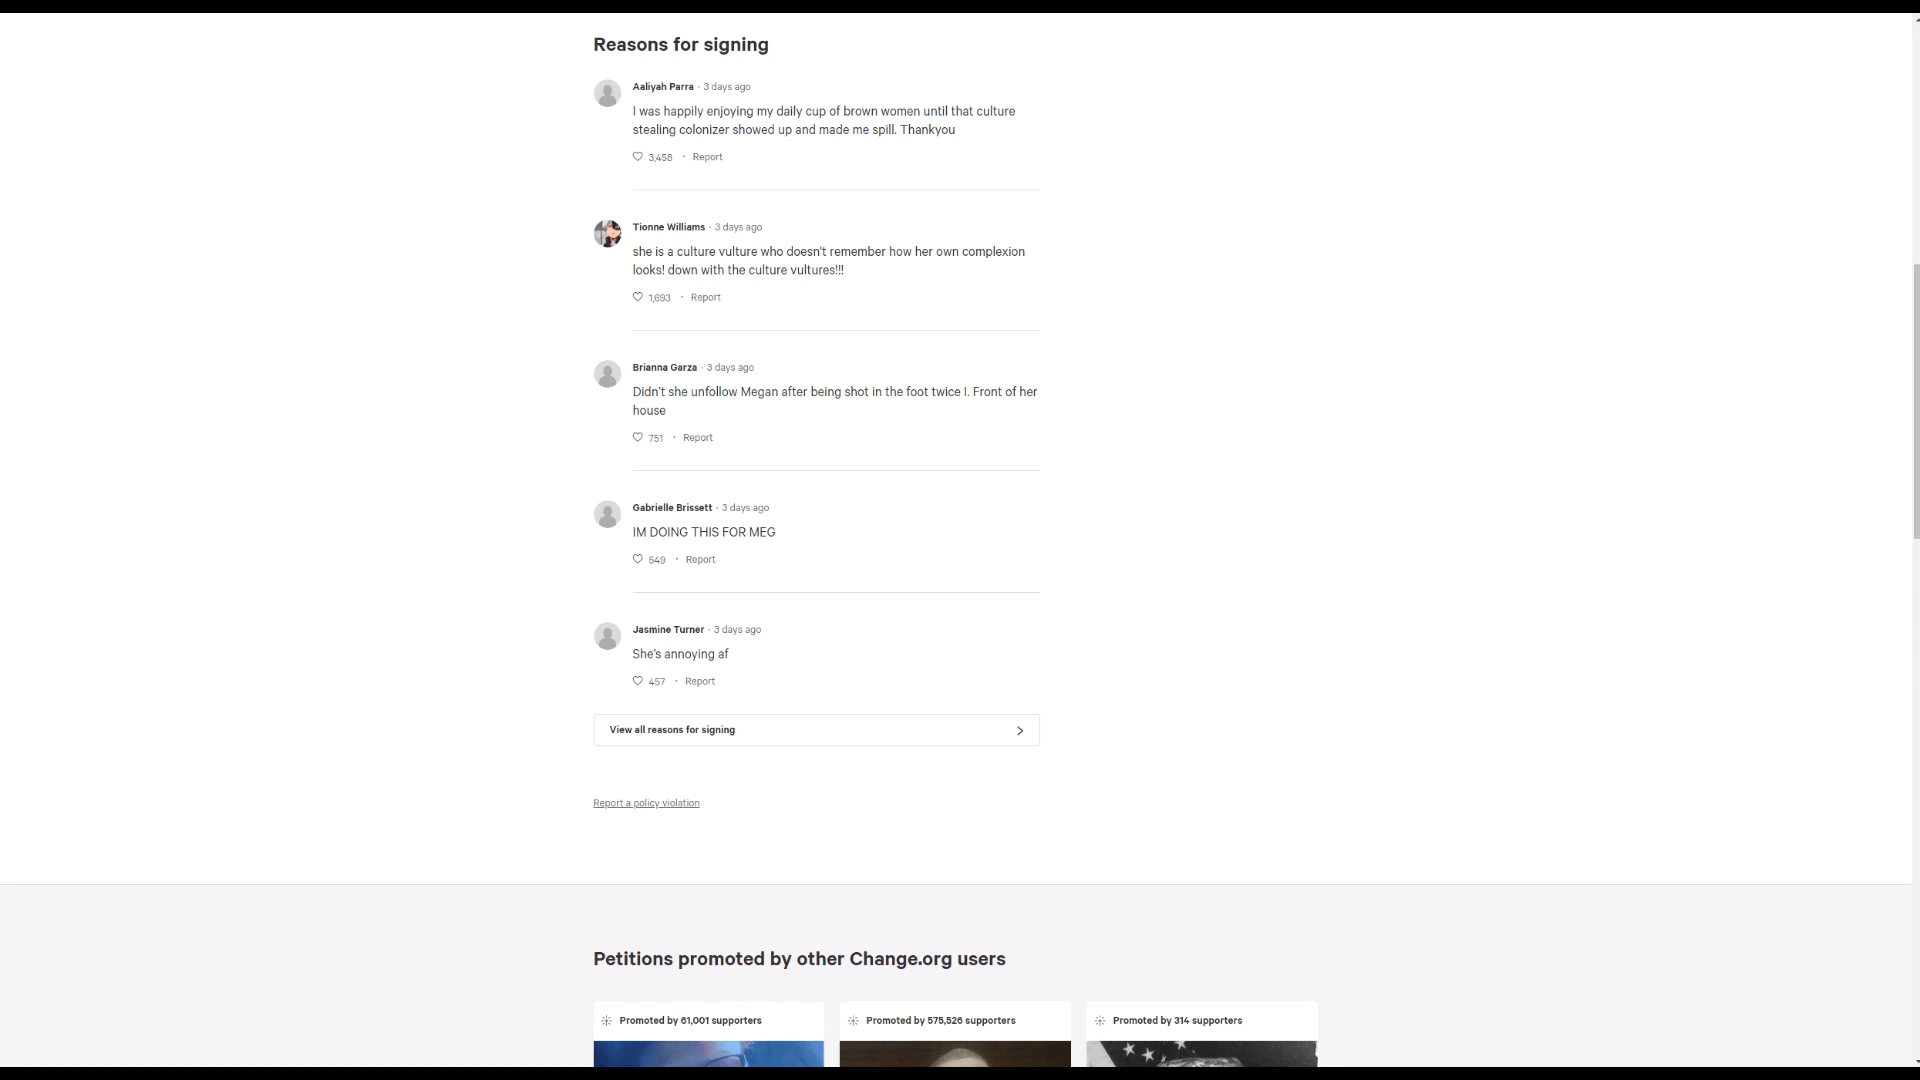 Reasons for signing
Aaliyah Parra · 3 days ago
I was happily enjoying my daily cup of brown women until that culture
stealing colonizer showed up and made me spill. Thankyou
3,458 · Report
Tionne Williams · 3 days ago
she is a culture vulture who doesn't remember how her own complexion
looks! down with the culture vultures!!!
1,693 · Report
Brianna Garza · 3 days ago
Didn't she unfollow Megan after being shot in the foot twice I. Front of her
house
751 · Report
Gabrielle Brissett · 3 days ago
IM DOING THIS FOR MEG
549 · Report
Jasmine Turner · 3 days ago
She's annoying af
457 · Report
View all reasons for signing
Report a policy violation
Petitions promoted by other Change.org users
Promoted by 61,001 supporters
Promoted by 575,526 supporters
Promoted by 314 supporters